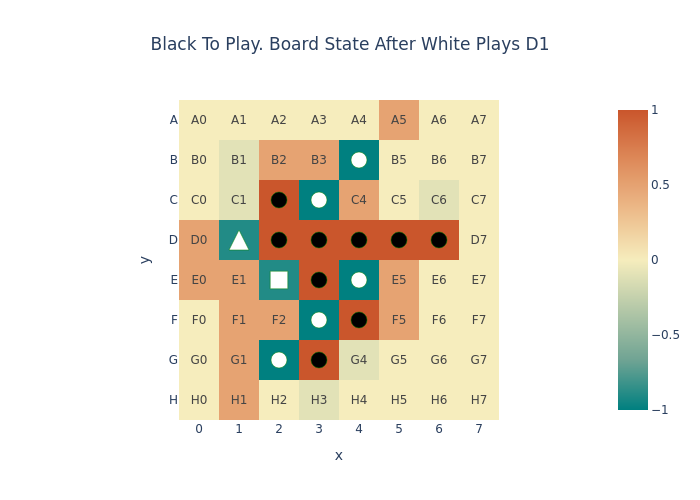 Black To Play. Board State After White Plays D1
A A0 A1 A2 A3 A4 A5 A6 A7
B B0 B1 B2 B3 B5 B6 B7
C C0 C1 C4 C5 C6 C7
D D0 D7
E E0 E1 E5 E6 E7
F F0 F1 F2 F5 F6 F7
G G0 G1 G4 G5 G6 G7
H H0 H1 H2 H3 H4 H5 H6 H7
0 1 2 3 4 5 6 7
x
y
1
0.5
0
−0.5
−1